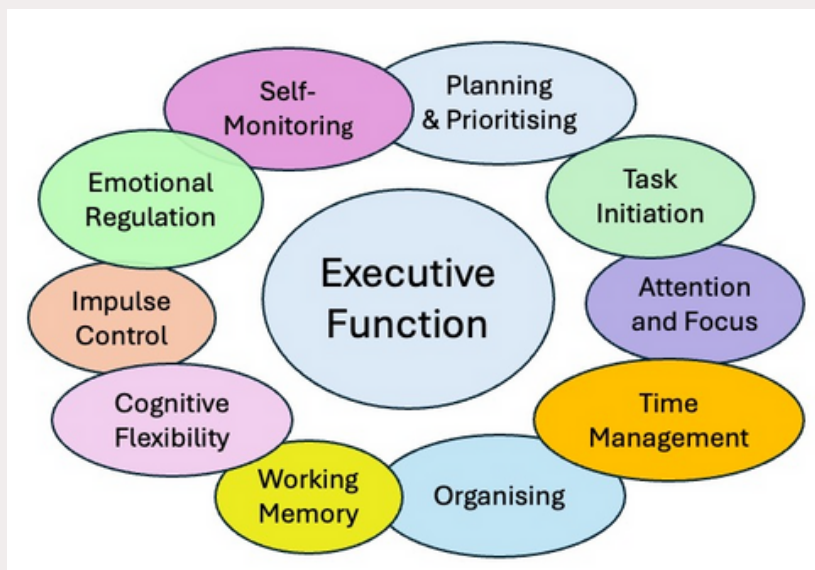 Executive
Function
Planning
& Prioritising
Task
Initiation
Attention
and Focus
Time
Management
Organising
Working
Memory
Cognitive
Flexibility
Impulse
Control
Emotional
Regulation
Self-
Monitoring